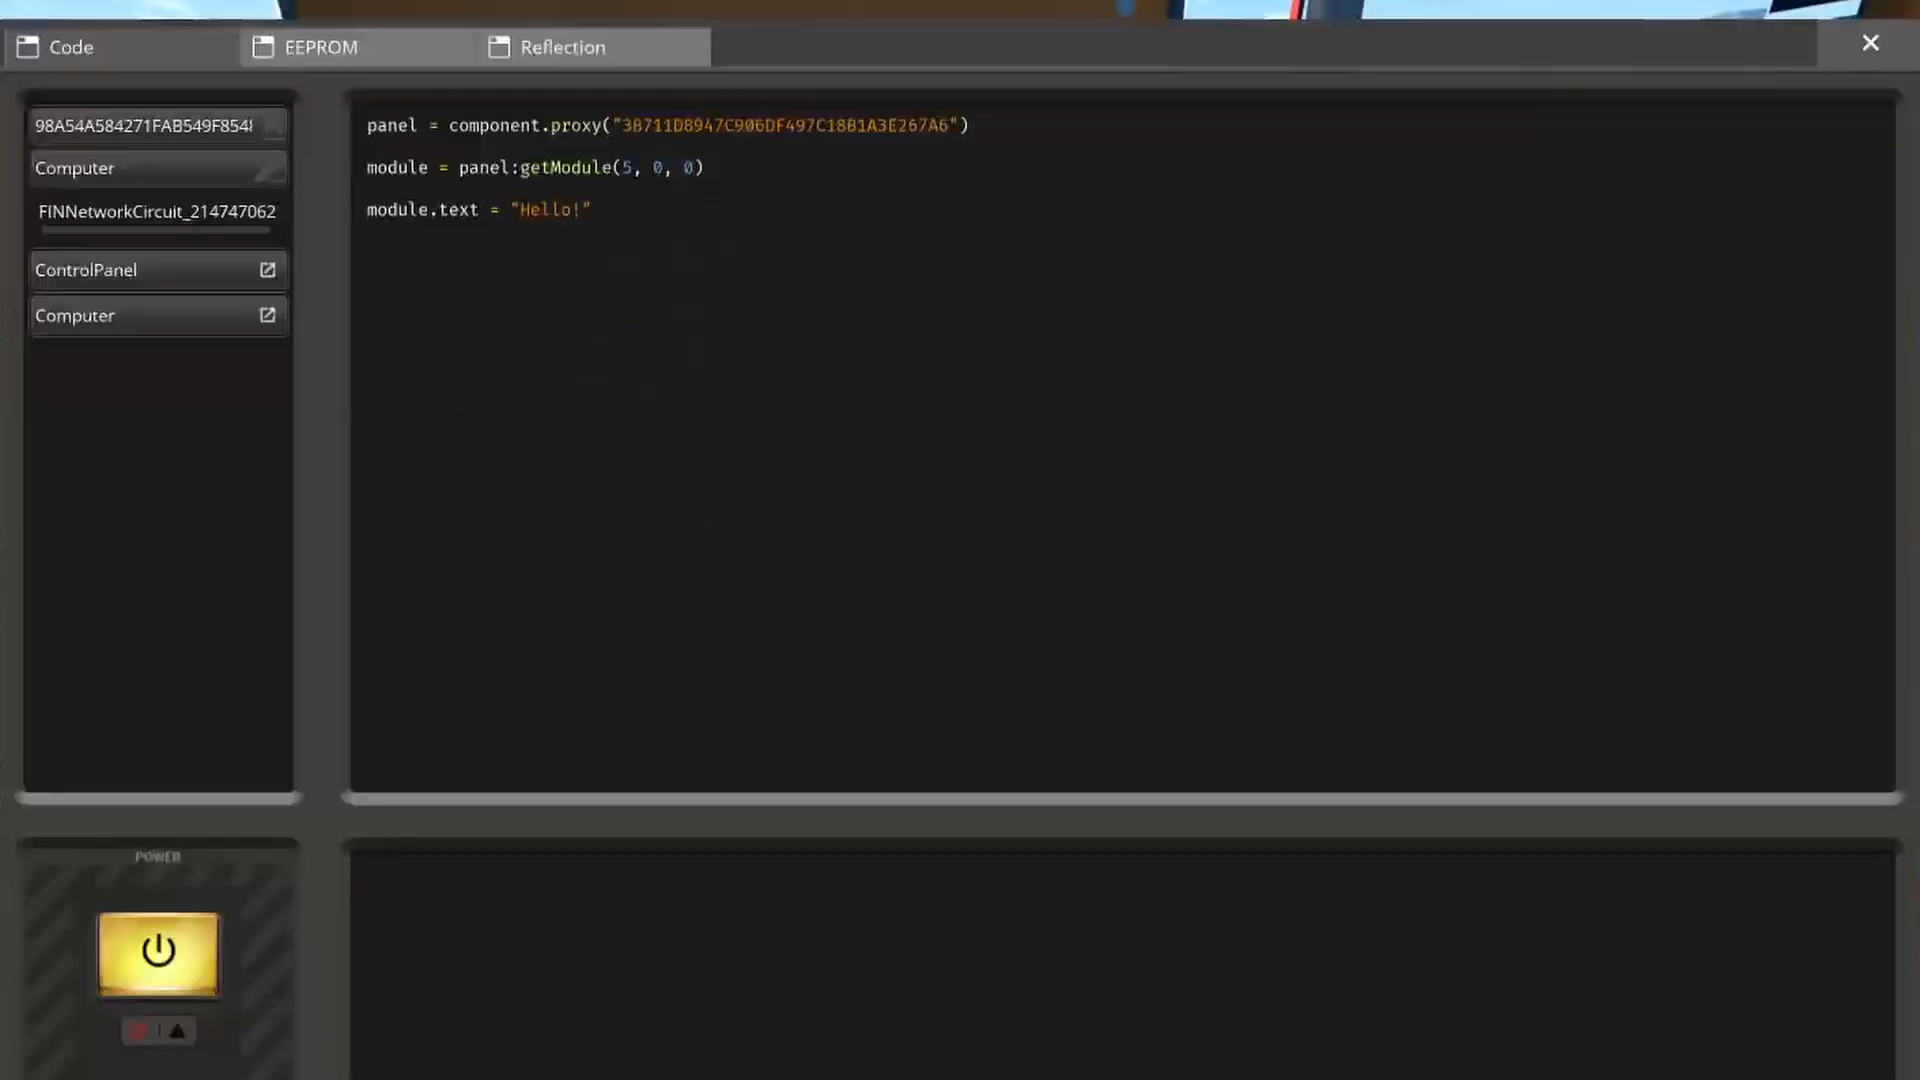 Code
EEPROM
Reflection
98A54A584271FAB549F854
Computer
FINNetworkCircuit_214747062
ControlPanel
Computer
panel = component.proxy("3B711D8947C906DF497C18B1A3E267A6")
module = panel:getModule(5, 0, 0)
module.text = "Hello!"
POWER